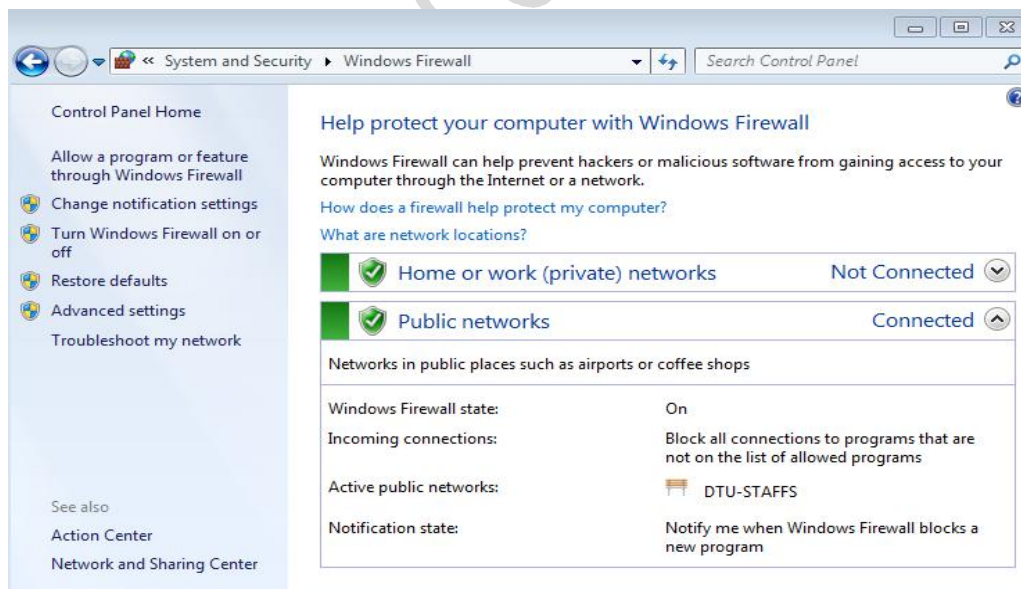 « System and Security ▸ Windows Firewall
Search Control Panel
Control Panel Home
Allow a program or feature
through Windows Firewall
Change notification settings
Turn Windows Firewall on or
off
Restore defaults
Advanced settings
Troubleshoot my network
See also
Action Center
Network and Sharing Center
Help protect your computer with Windows Firewall
Windows Firewall can help prevent hackers or malicious software from gaining access to your
computer through the Internet or a network.
How does a firewall help protect my computer?
What are network locations?
Home or work (private) networks Not Connected
Public networks Connected
Networks in public places such as airports or coffee shops
Windows Firewall state: On
Incoming connections: Block all connections to programs that are
not on the list of allowed programs
Active public networks: DTU-STAFFS
Notification state: Notify me when Windows Firewall blocks a
new program